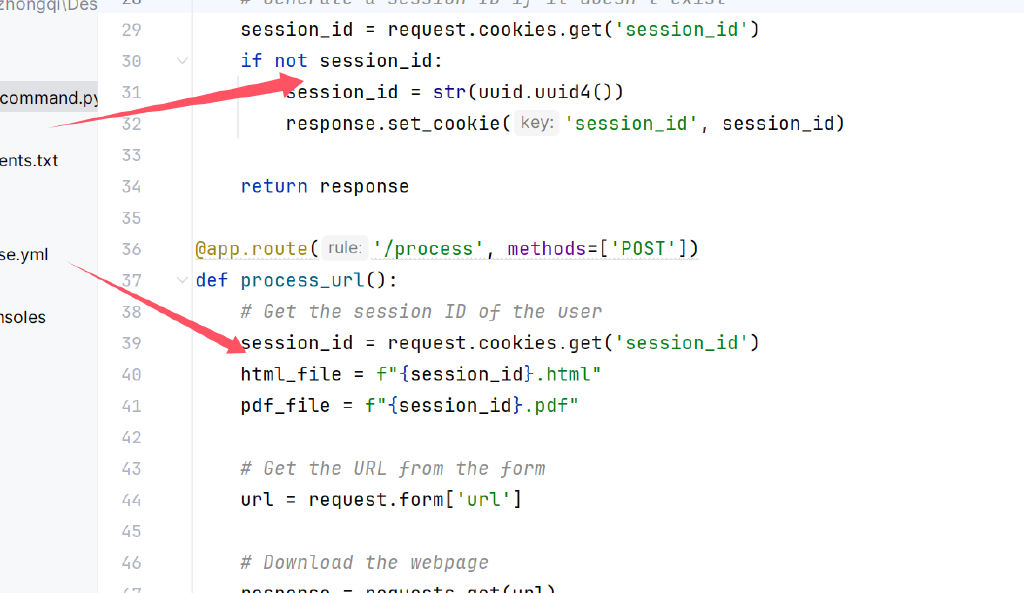 zhongqi\Des
command.py
ents.txt
se.yml
nsoles
28 # Generate a session ID if it doesn't exist
29 session_id = request.cookies.get('session_id')
30 if not session_id:
31 session_id = str(uuid.uuid4())
32 response.set_cookie( key: 'session_id', session_id)
33
34 return response
35
36 @app.route( rule: '/process', methods=['POST'])
37 def process_url():
38 # Get the session ID of the user
39 session_id = request.cookies.get('session_id')
40 html_file = f"{session_id}.html"
41 pdf_file = f"{session_id}.pdf"
42
43 # Get the URL from the form
44 url = request.form['url']
45
46 # Download the webpage
47 response = requests.get(url)